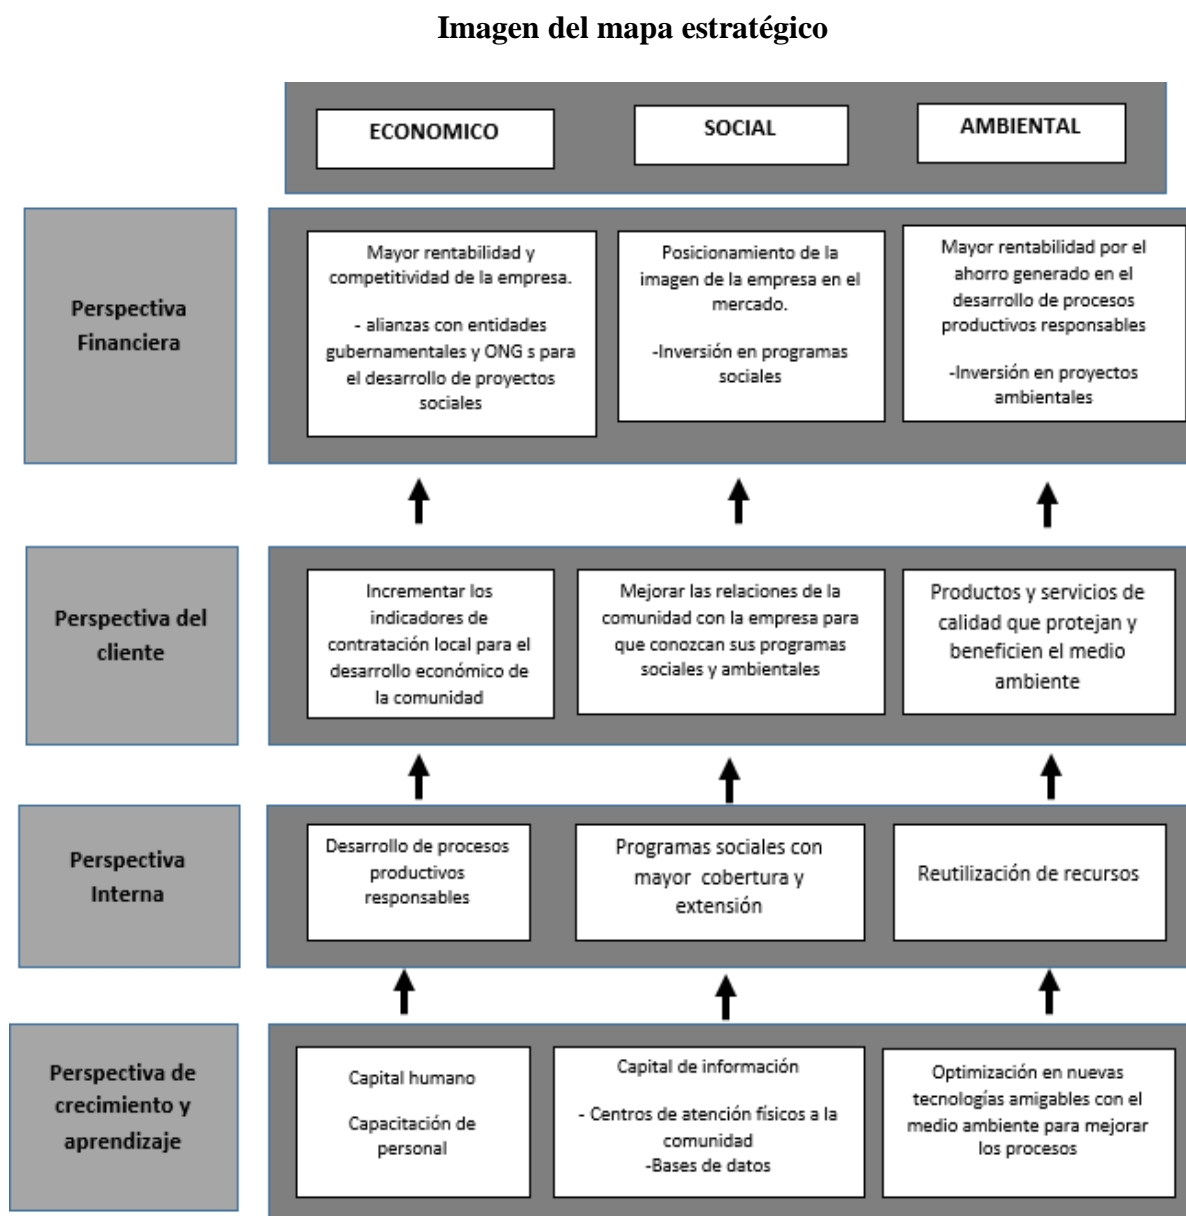 Imagen del mapa estratégico
ECONOMICO
SOCIAL
AMBIENTAL
Perspectiva
Financiera
Mayor rentabilidad y
competitividad de la empresa.
- alianzas con entidades
gubernamentales y ONG s para
el desarrollo de proyectos
sociales
Posicionamiento de la
imagen de la empresa en el
mercado.
-Inversión en programas
sociales
Mayor rentabilidad por el
ahorro generado en el
desarrollo de procesos
productivos responsables
-Inversión en proyectos
ambientales
Perspectiva del
cliente
Incrementar los
indicadores de
contratación local para el
desarrollo económico de
la comunidad
Mejorar las relaciones de la
comunidad con la empresa para
que conozcan sus programas
sociales y ambientales
Productos y servicios de
calidad que protejan y
beneficien el medio
ambiente
Perspectiva
Interna
Desarrollo de procesos
productivos
responsables
Programas sociales con
mayor cobertura y
extensión
Reutilización de recursos
Perspectiva de
crecimiento y
aprendizaje
Capital humano
Capacitación de
personal
Capital de información
- Centros de atención físicos a la
comunidad
-Bases de datos
Optimización en nuevas
tecnologías amigables con el
medio ambiente para mejorar
los procesos